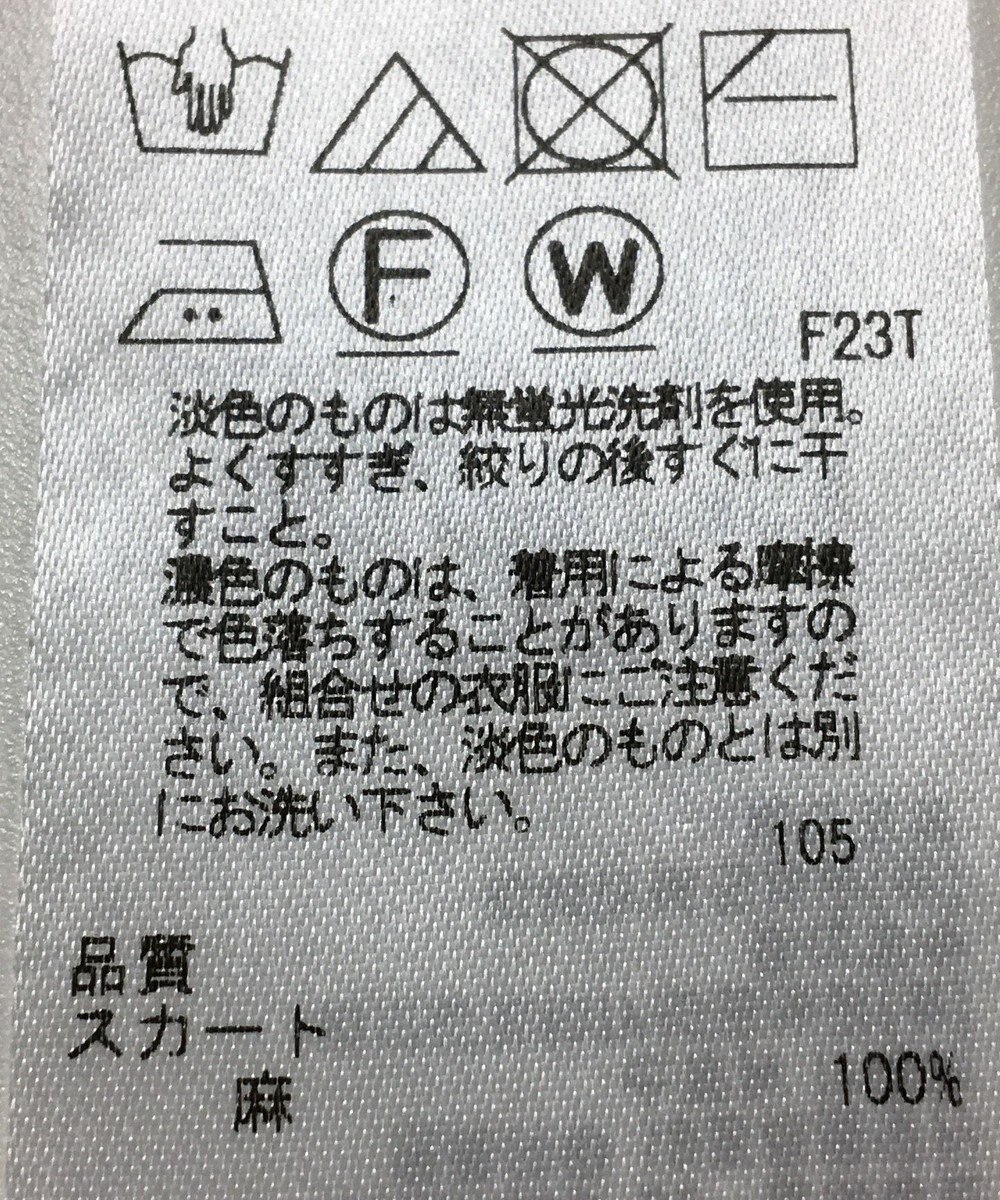 F
W
F23T
淡色のものは無蛍光洗剤を使用。
よくすすぎ、絞りの後すぐに干
すこと。
濃色のものは、着用による摩擦
で色落ちすることがありますの
で、組合せの衣服にご注意くだ
さい。また、淡色のものとは別
にお洗い下さい。
105
品質
スカート
麻 100%